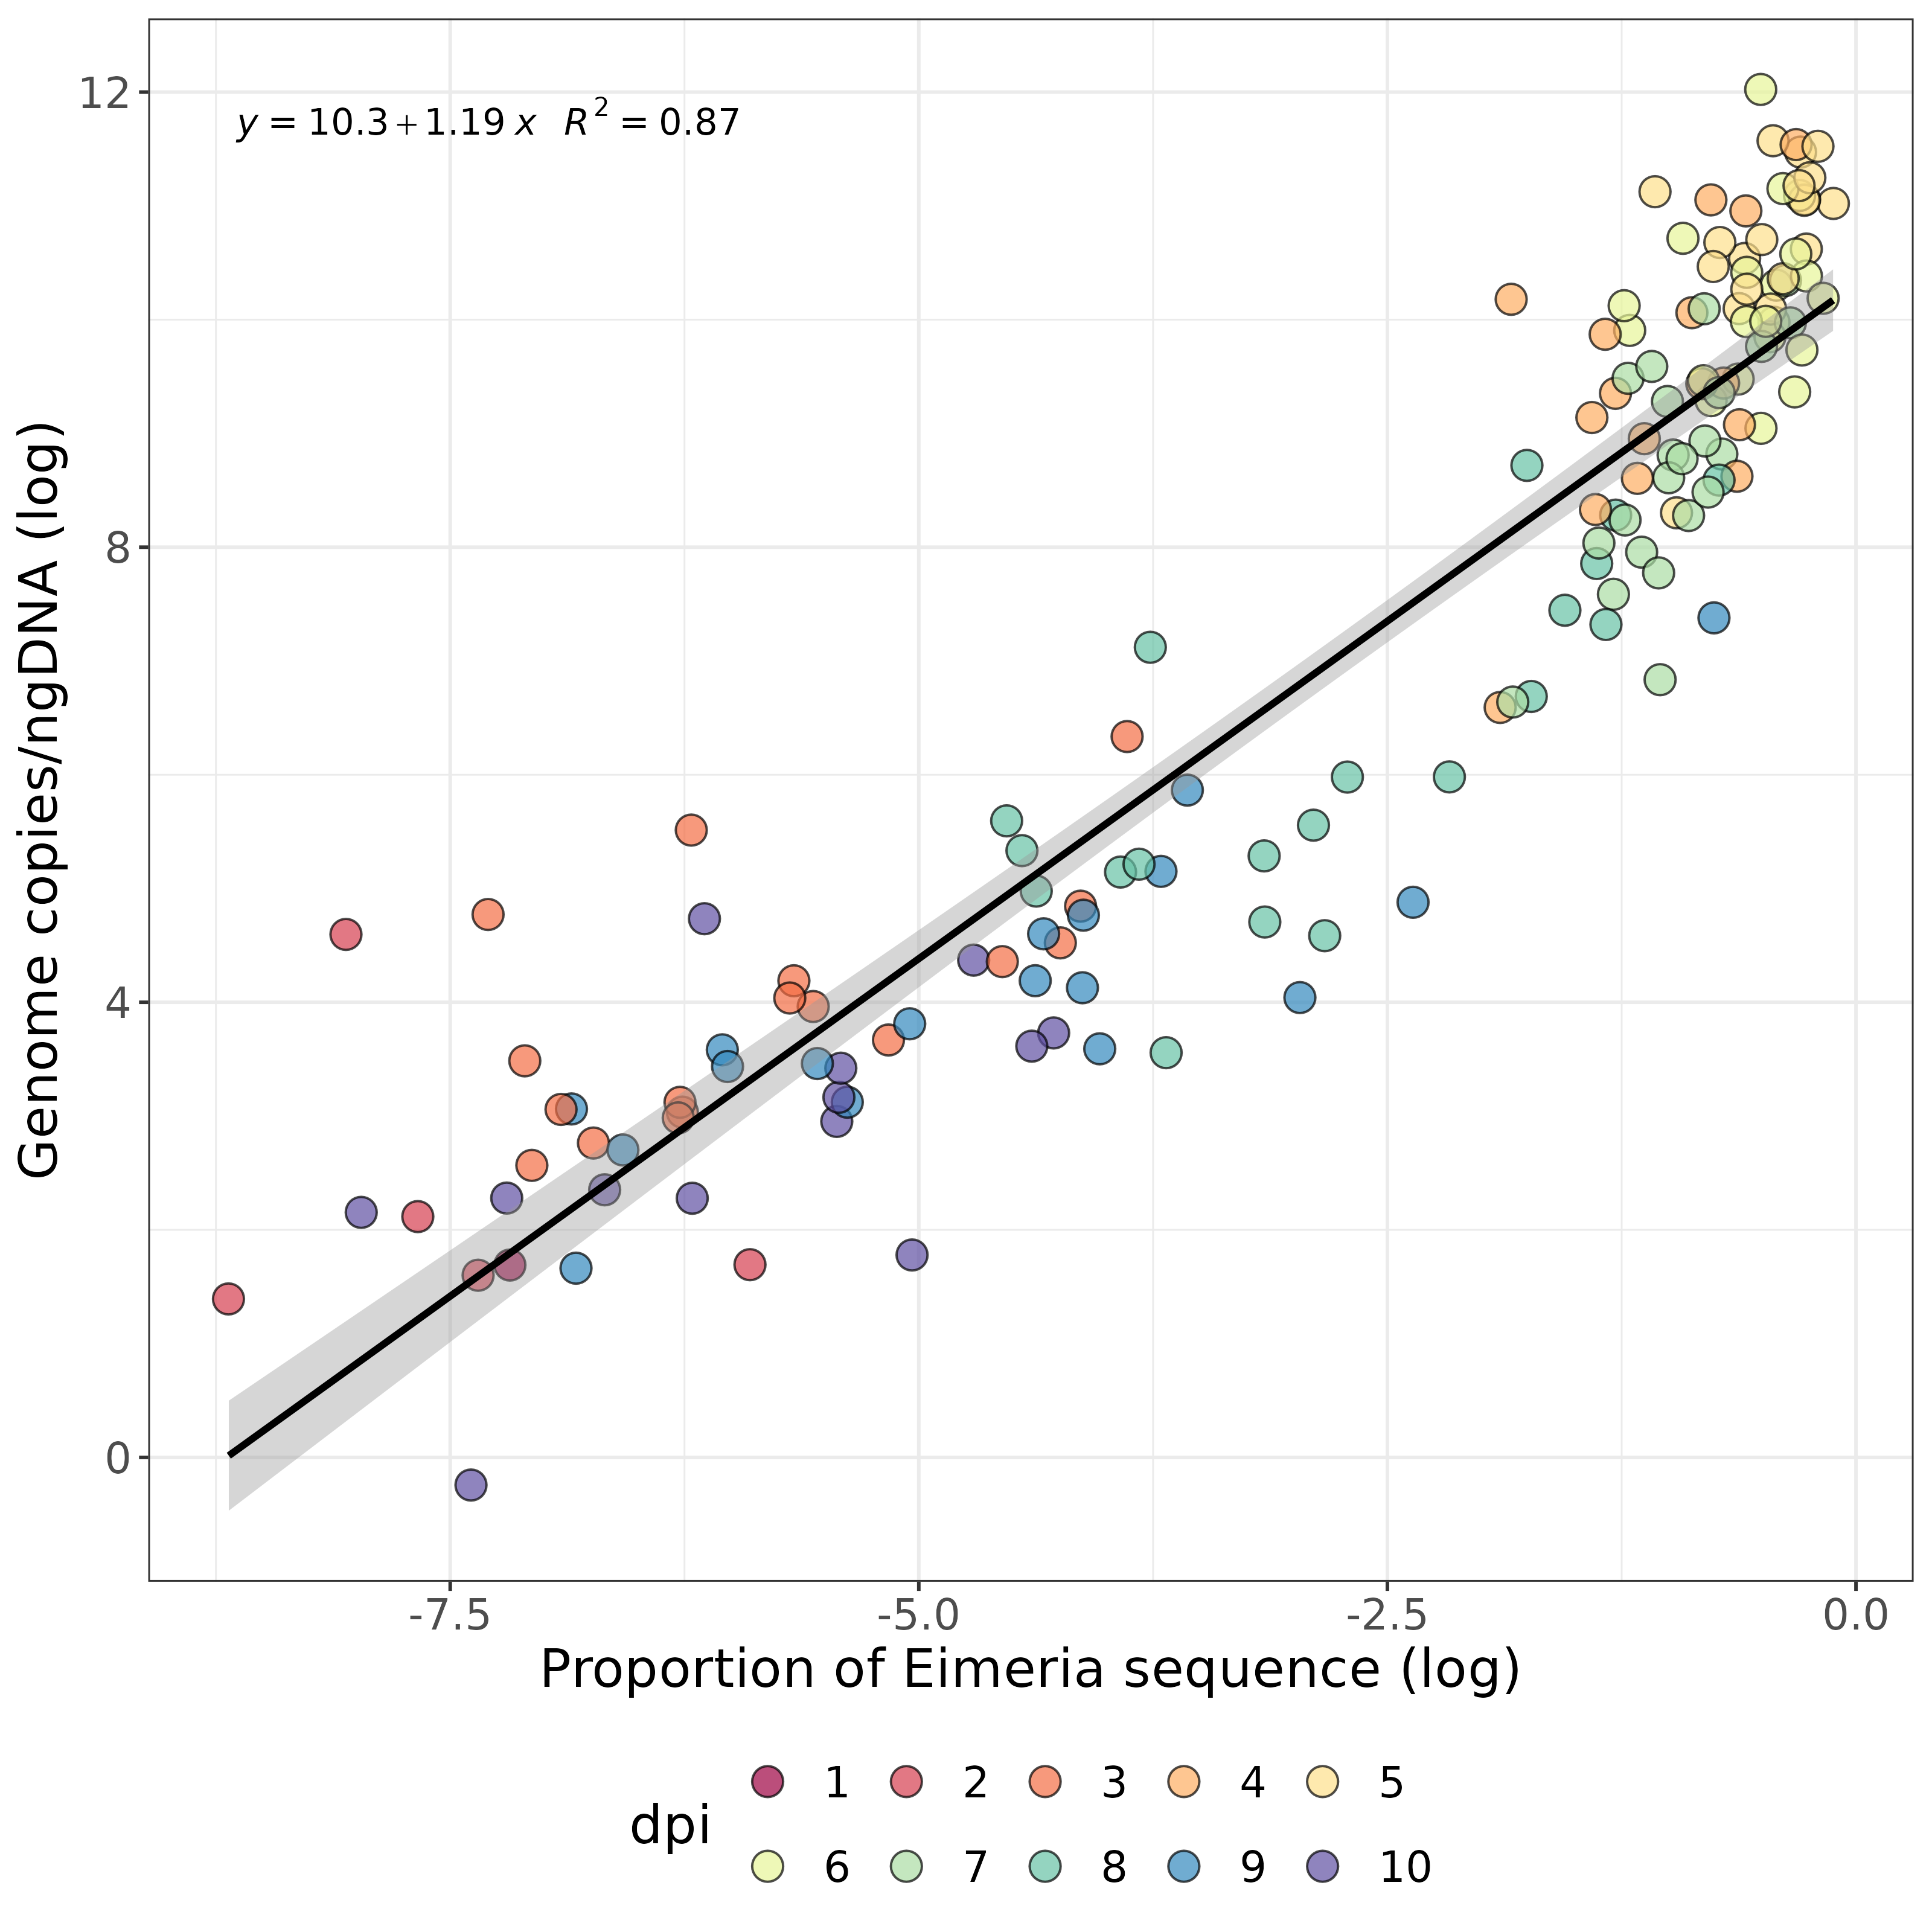 y = 10.3+1.19 x R² = 0.87
12
8
4
0
Genome copies/ngDNA (log)
-7.5 -5.0 -2.5 0.0
Proportion of Eimeria sequence (log)
dpi
1 2 3 4 5
6 7 8 9 10